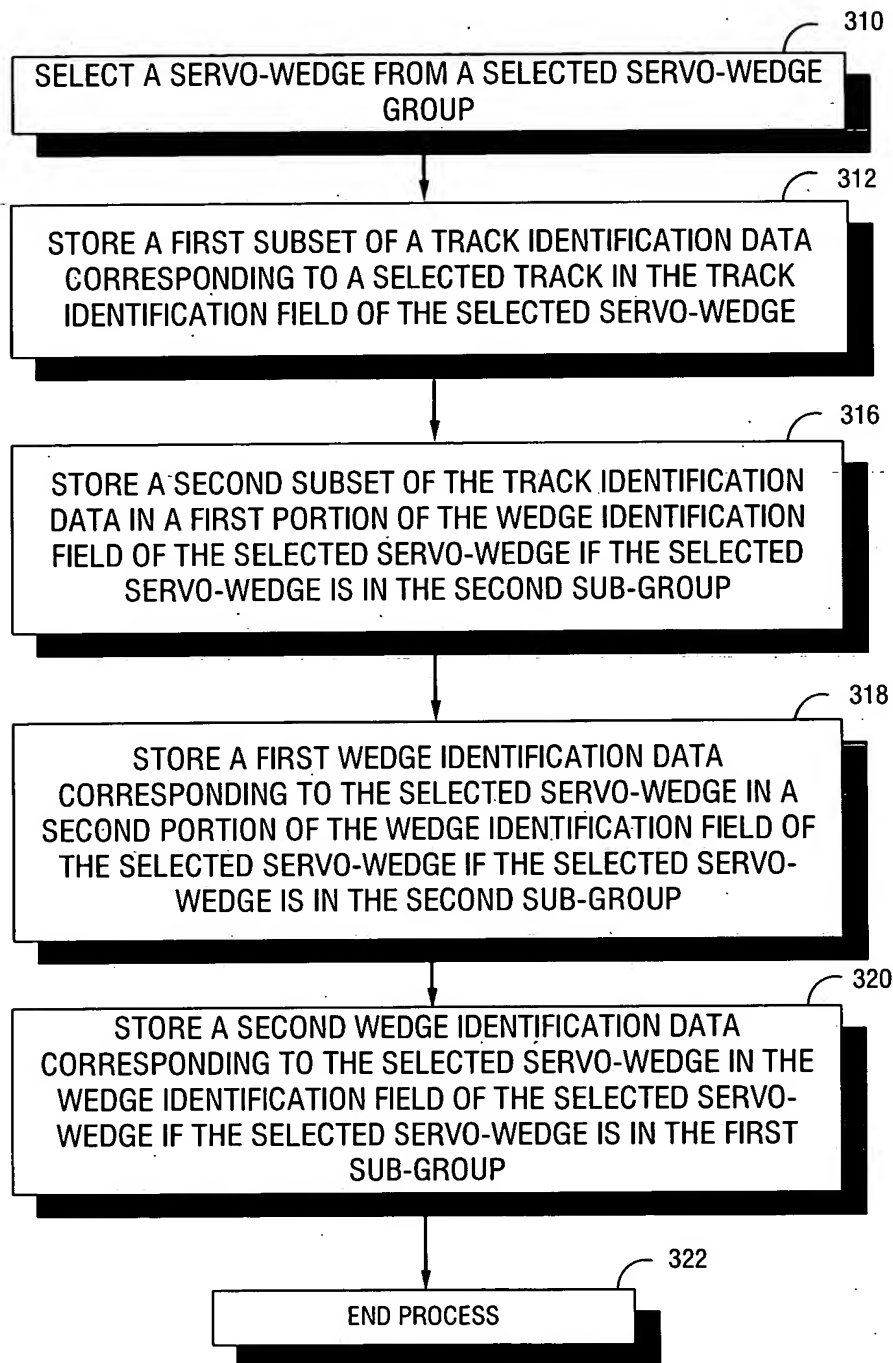 310
SELECT A SERVO-WEDGE FROM A SELECTED SERVO-WEDGE
GROUP
312
STORE A FIRST SUBSET OF A TRACK IDENTIFICATION DATA
CORRESPONDING TO A SELECTED TRACK IN THE TRACK
IDENTIFICATION FIELD OF THE SELECTED SERVO-WEDGE
316
STORE A SECOND SUBSET OF THE TRACK IDENTIFICATION
DATA IN A FIRST PORTION OF THE WEDGE IDENTIFICATION
FIELD OF THE SELECTED SERVO-WEDGE IF THE SELECTED
SERVO-WEDGE IS IN THE SECOND SUB-GROUP
318
STORE A FIRST WEDGE IDENTIFICATION DATA
CORRESPONDING TO THE SELECTED SERVO-WEDGE IN A
SECOND PORTION OF THE WEDGE IDENTIFICATION FIELD OF
THE SELECTED SERVO-WEDGE IF THE SELECTED SERVO-
WEDGE IS IN THE SECOND SUB-GROUP
320
STORE A SECOND WEDGE IDENTIFICATION DATA
CORRESPONDING TO THE SELECTED SERVO-WEDGE IN THE
WEDGE IDENTIFICATION FIELD OF THE SELECTED SERVO-
WEDGE IF THE SELECTED SERVO-WEDGE IS IN THE FIRST
SUB-GROUP
322
END PROCESS